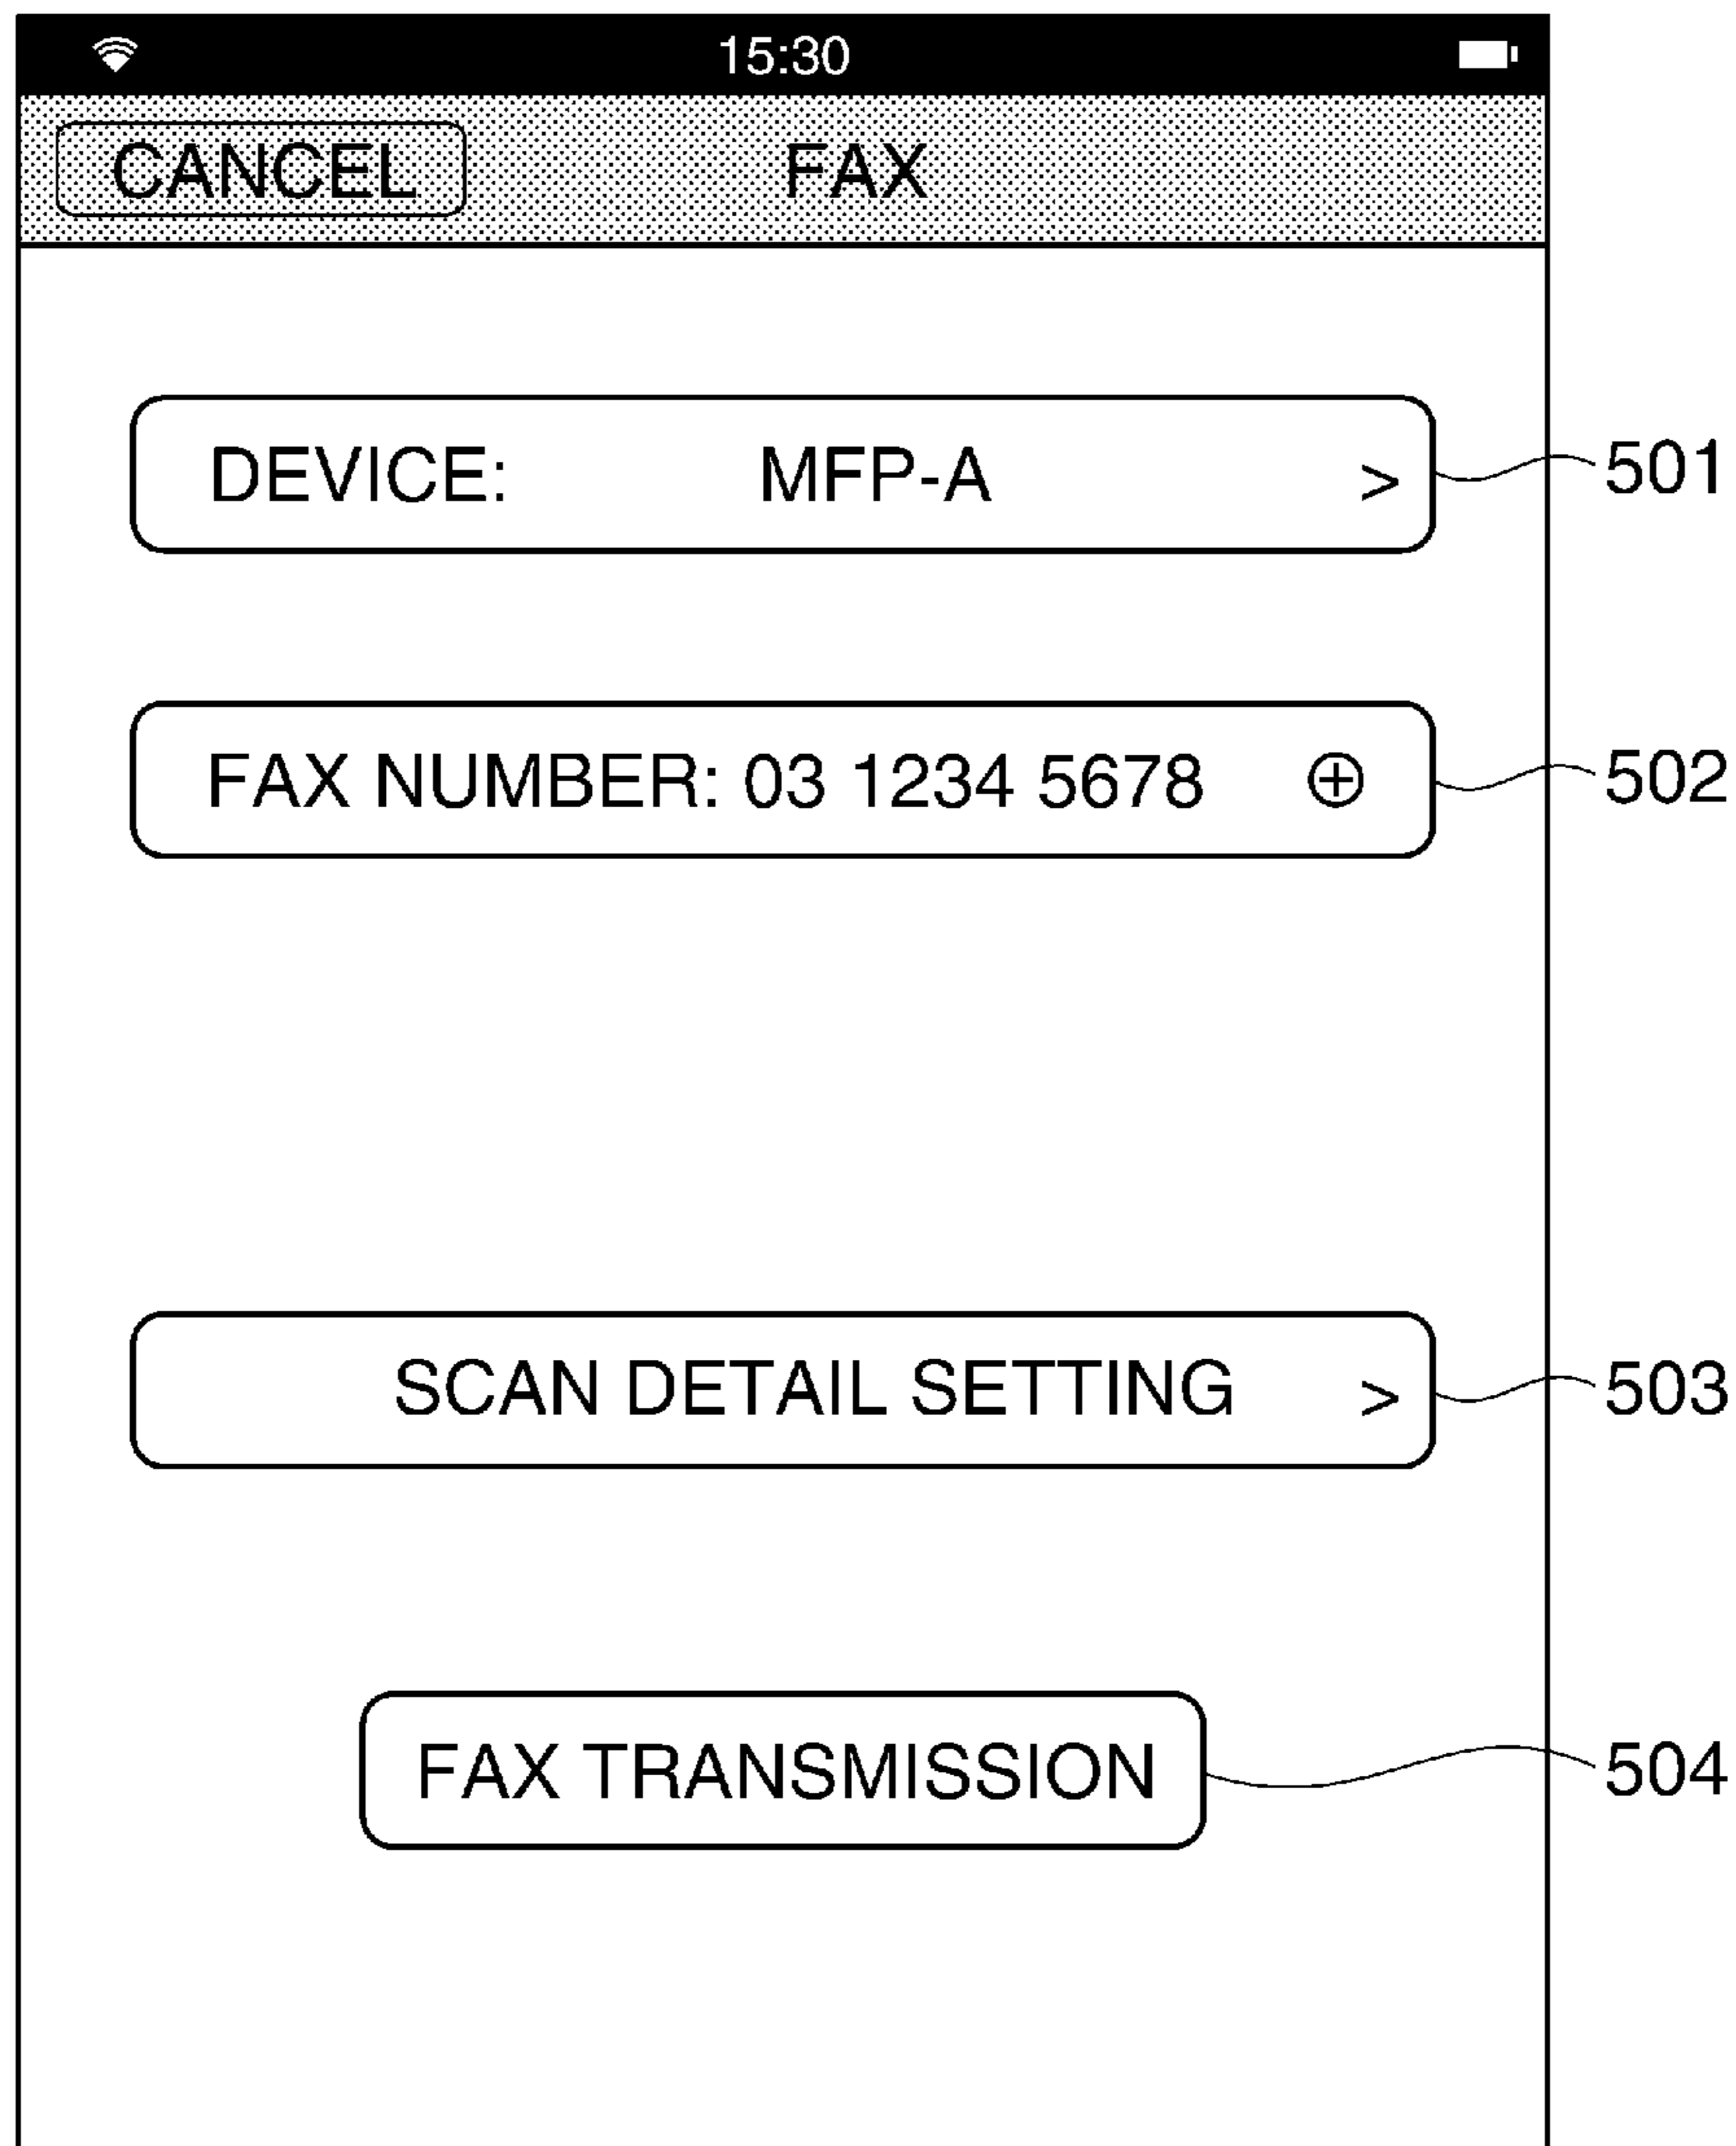 15:30
CANCEL FAX
DEVICE: MFP-A > 501
FAX NUMBER: 03 1234 5678 ⊕ 502
SCAN DETAIL SETTING > 503
FAX TRANSMISSION 504